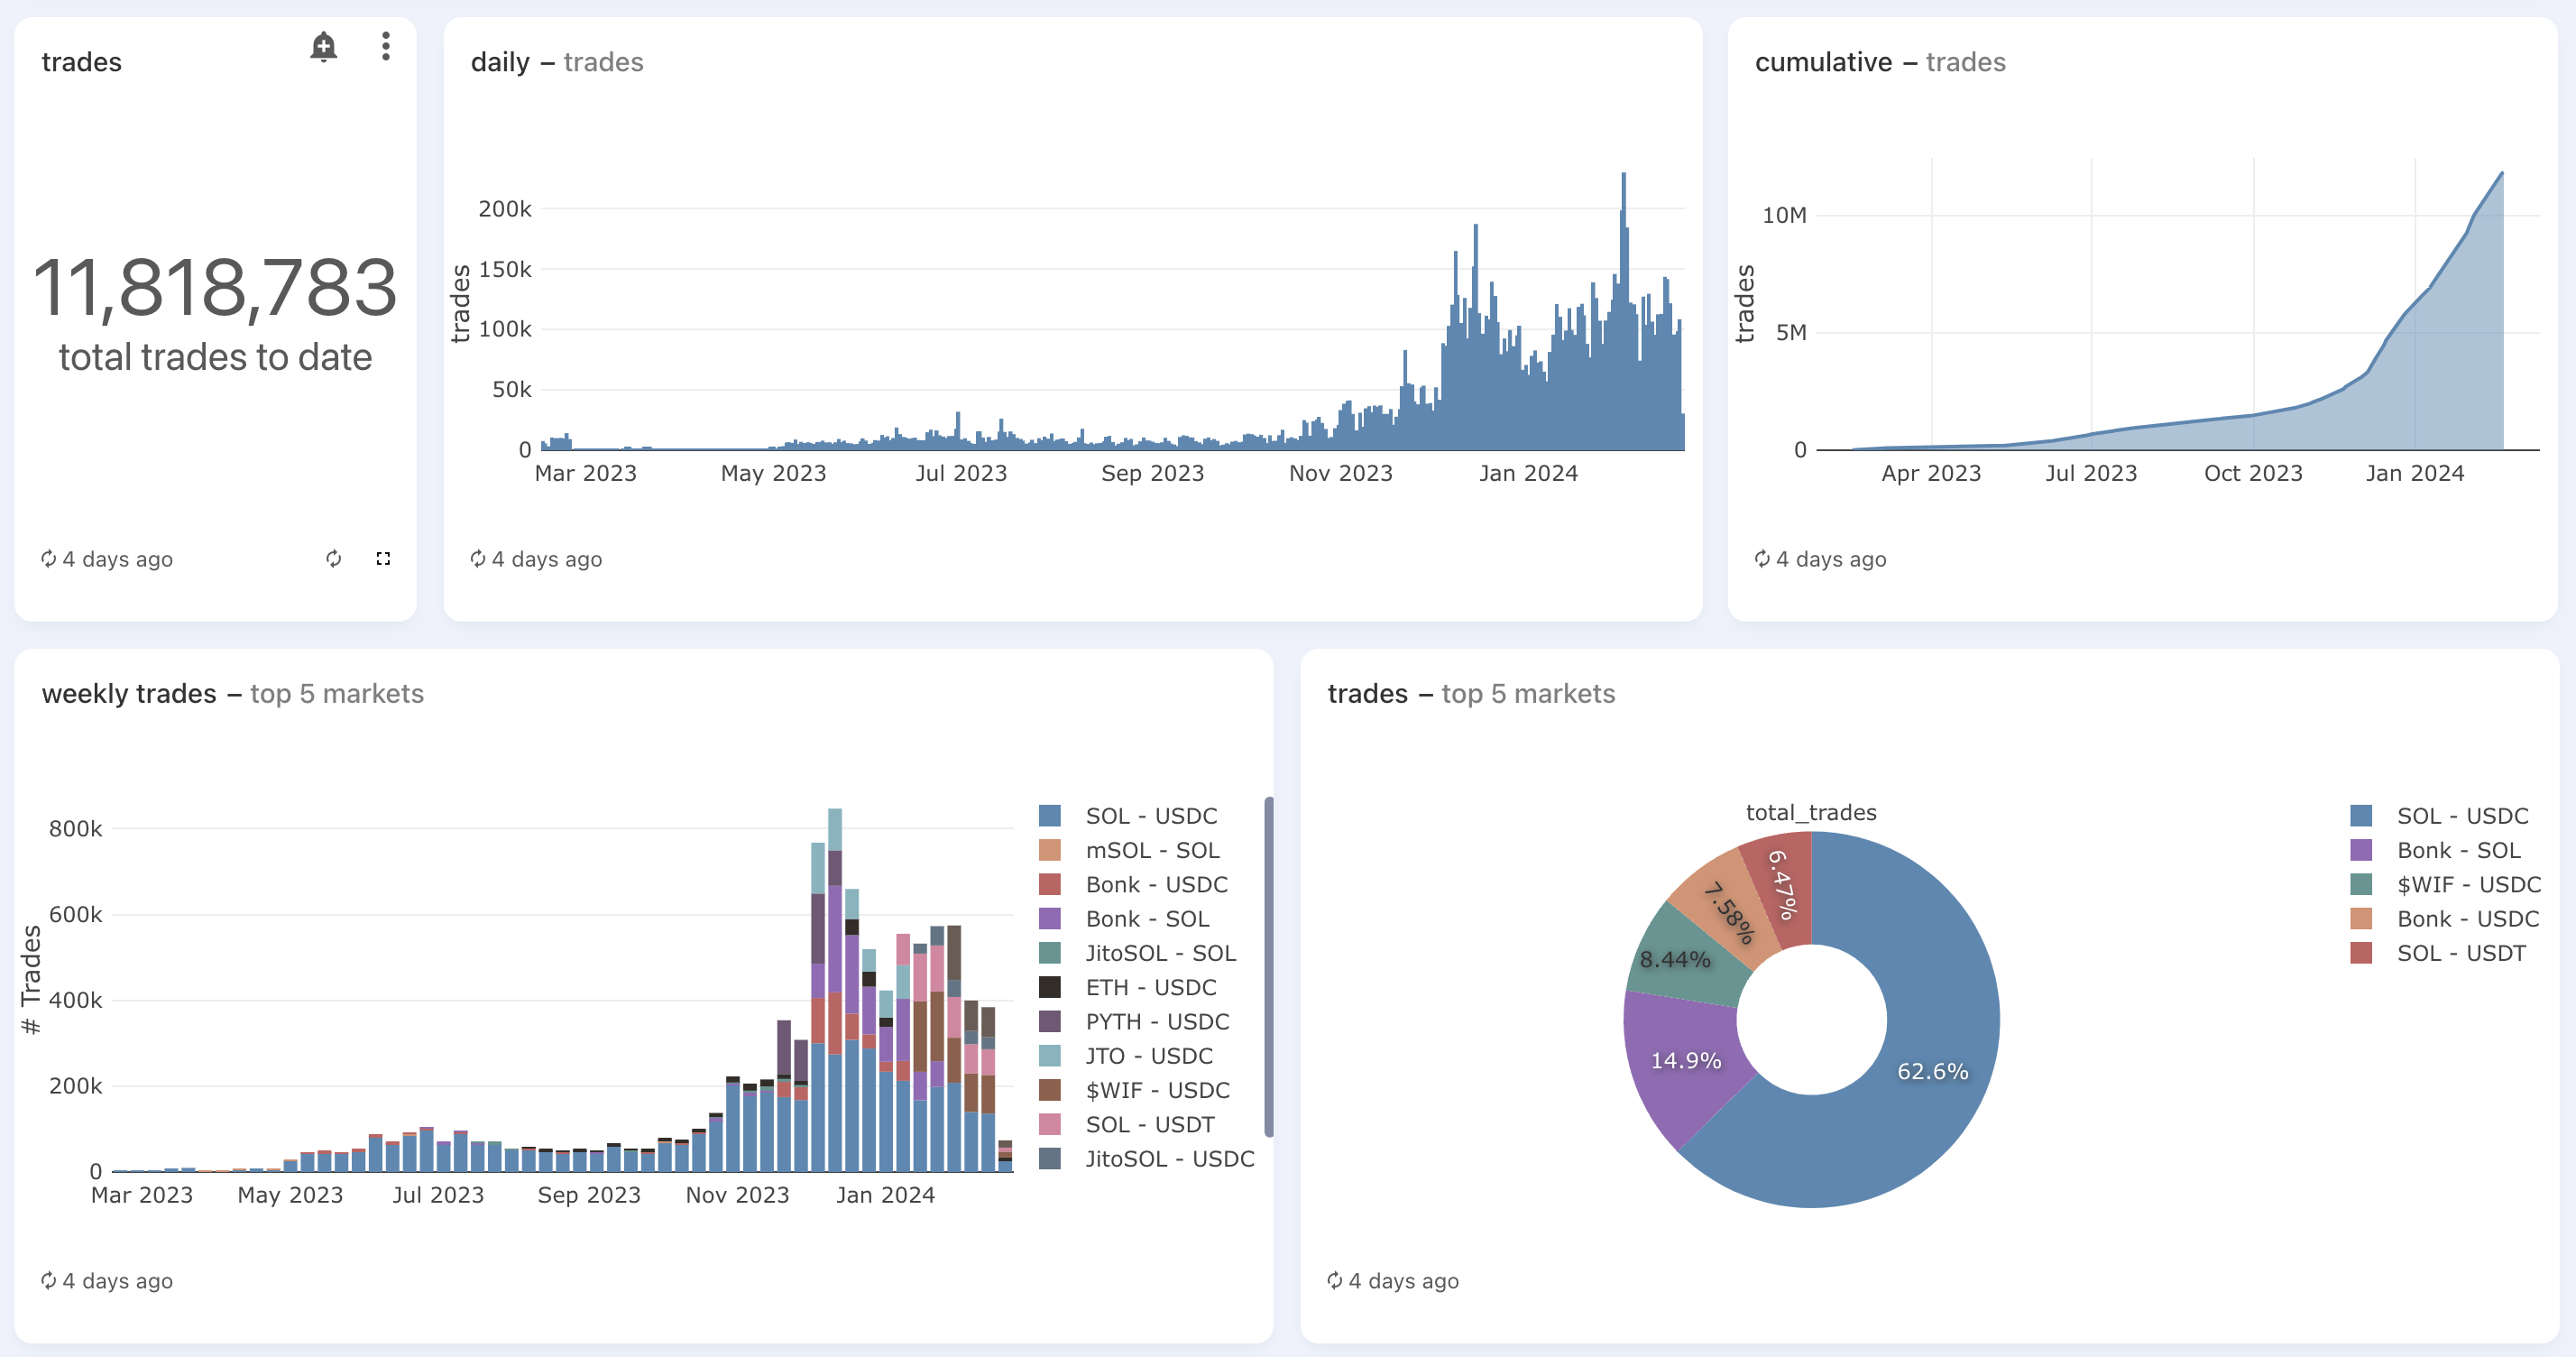 trades
11,818,783
total trades to date
4 days ago
daily – trades
200k
150k
100k
50k
0
trades
Mar 2023 May 2023 Jul 2023 Sep 2023 Nov 2023 Jan 2024
4 days ago
cumulative – trades
10M
5M
0
trades
Apr 2023 Jul 2023 Oct 2023 Jan 2024
4 days ago
weekly trades – top 5 markets
800k
600k
400k
200k
0
# Trades
Mar 2023 May 2023 Jul 2023 Sep 2023 Nov 2023 Jan 2024
SOL - USDC
mSOL - SOL
Bonk - USDC
Bonk - SOL
JitoSOL - SOL
ETH - USDC
PYTH - USDC
JTO - USDC
$WIF - USDC
SOL - USDT
JitoSOL - USDC
4 days ago
trades – top 5 markets
total_trades
6.47%
7.58%
8.44%
14.9%
62.6%
SOL - USDC
Bonk - SOL
$WIF - USDC
Bonk - USDC
SOL - USDT
4 days ago